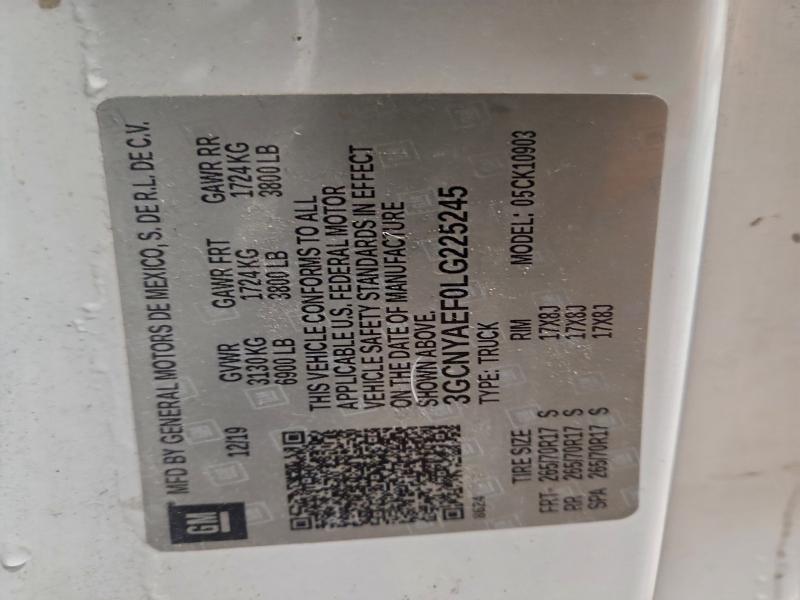 GM
MFD BY GENERAL MOTORS DE MEXICO, S. DE R.L. DE C.V.
12/19 GVWR GAWR FRT GAWR RR
3130 KG 1724 KG 1724 KG
6900 LB 3800 LB 3800 LB
THIS VEHICLE CONFORMS TO ALL
APPLICABLE U.S. FEDERAL MOTOR
VEHICLE SAFETY STANDARDS IN EFFECT
ON THE DATE OF MANUFACTURE
SHOWN ABOVE.
3GCNYAEF0LG225245
8624 TYPE: TRUCK MODEL: 05CK10903
TIRE SIZE RIM
FRT- 265/70R17 S 17X8J
RR 265/70R17 S 17X8J
SPA 265/70R17 S 17X8J